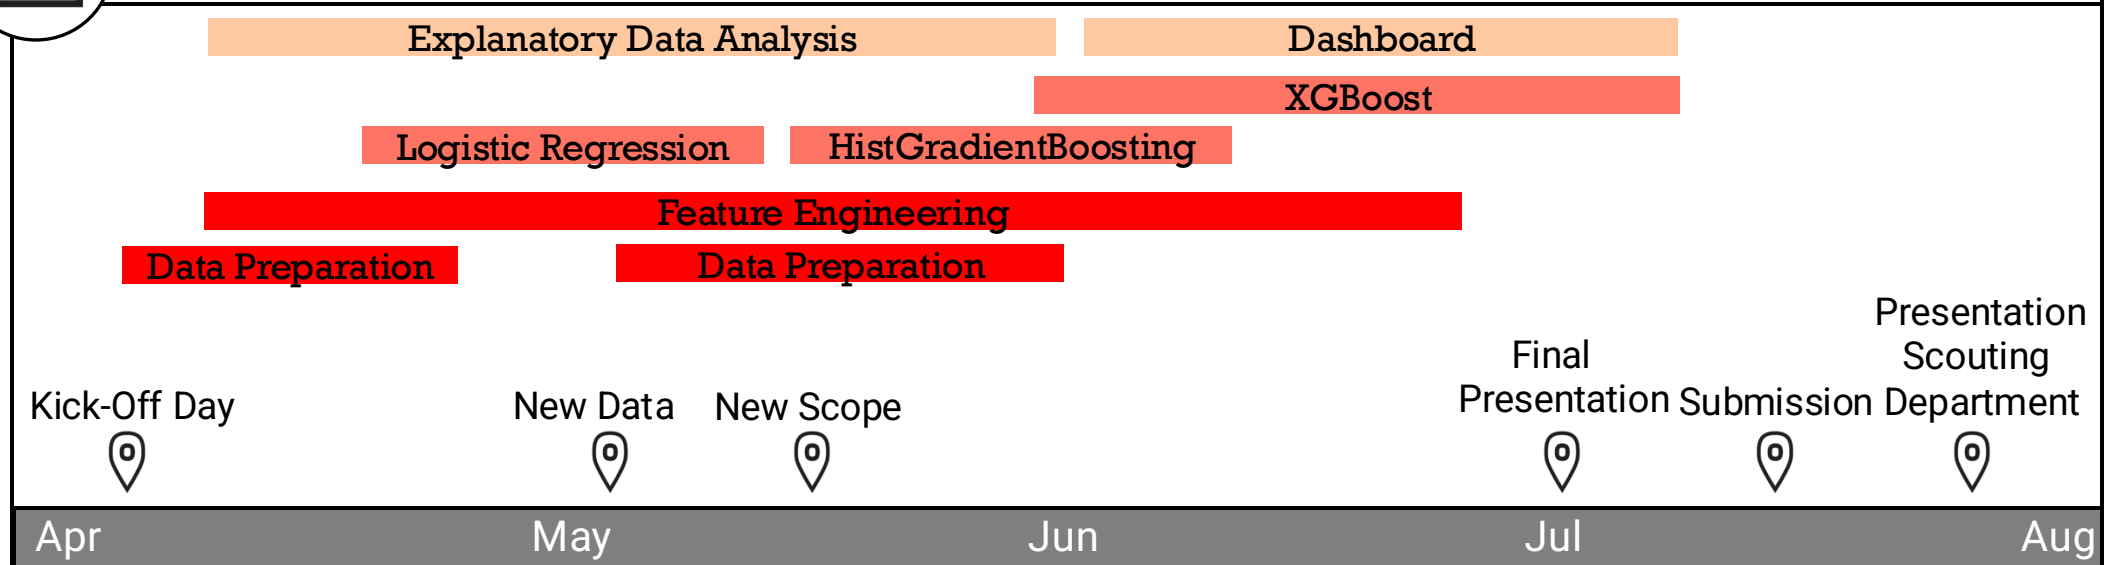 Explanatory Data Analysis
Dashboard
XGBoost
Logistic Regression
HistGradientBoosting
Feature Engineering
Data Preparation
Data Preparation
Kick-Off Day
New Data
New Scope
Final
Presentation
Submission
Presentation
Scouting
Department
Apr
May
Jun
Jul
Aug